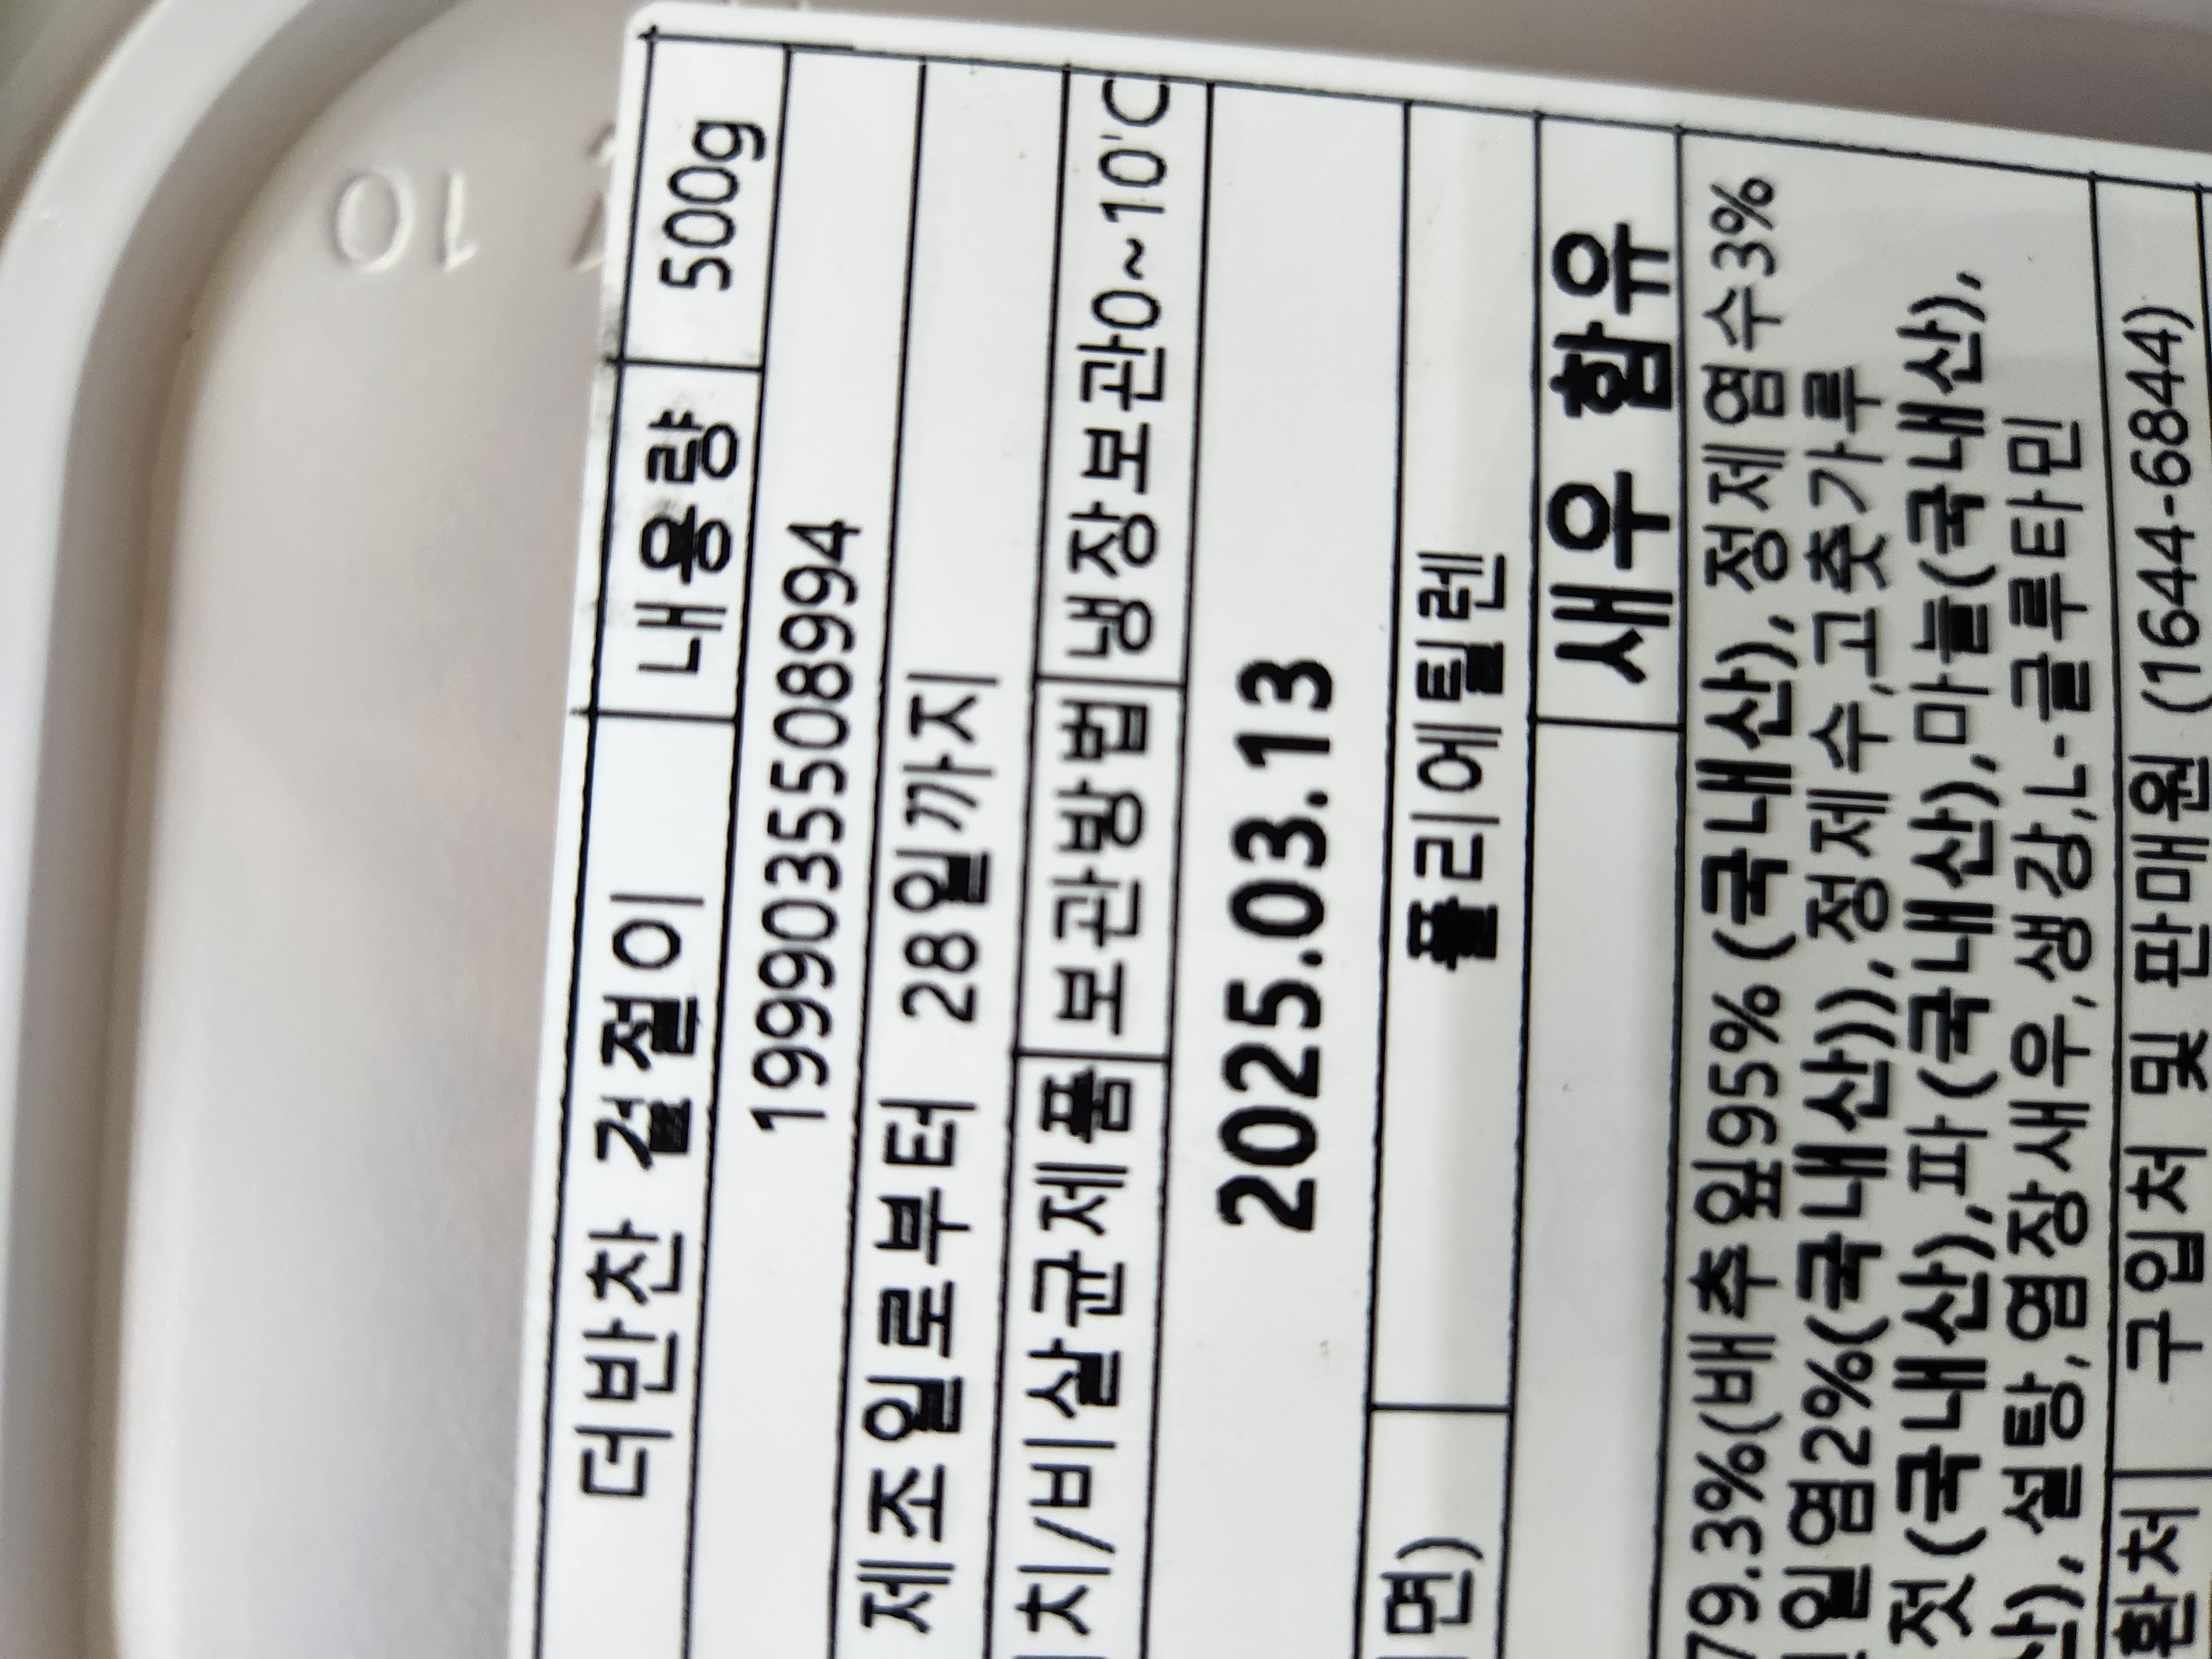 더반찬 겉절이 내용량 500g
1999035508994
제조일로부터 28일까지
치/비살균제품 보관방법 냉장보관0~10℃
2025.03.13
면) 폴리에틸렌
새우 함유
79.3%(배추잎95% (국내산), 정제염수3%
일염2%(국내산)), 정제수,고춧가루
젓(국내산),파(국내산),마늘(국내산),
산), 설탕,염장새우,생강,L-글루타민
환처 구입처 및 판매원 (1644-6844)
10